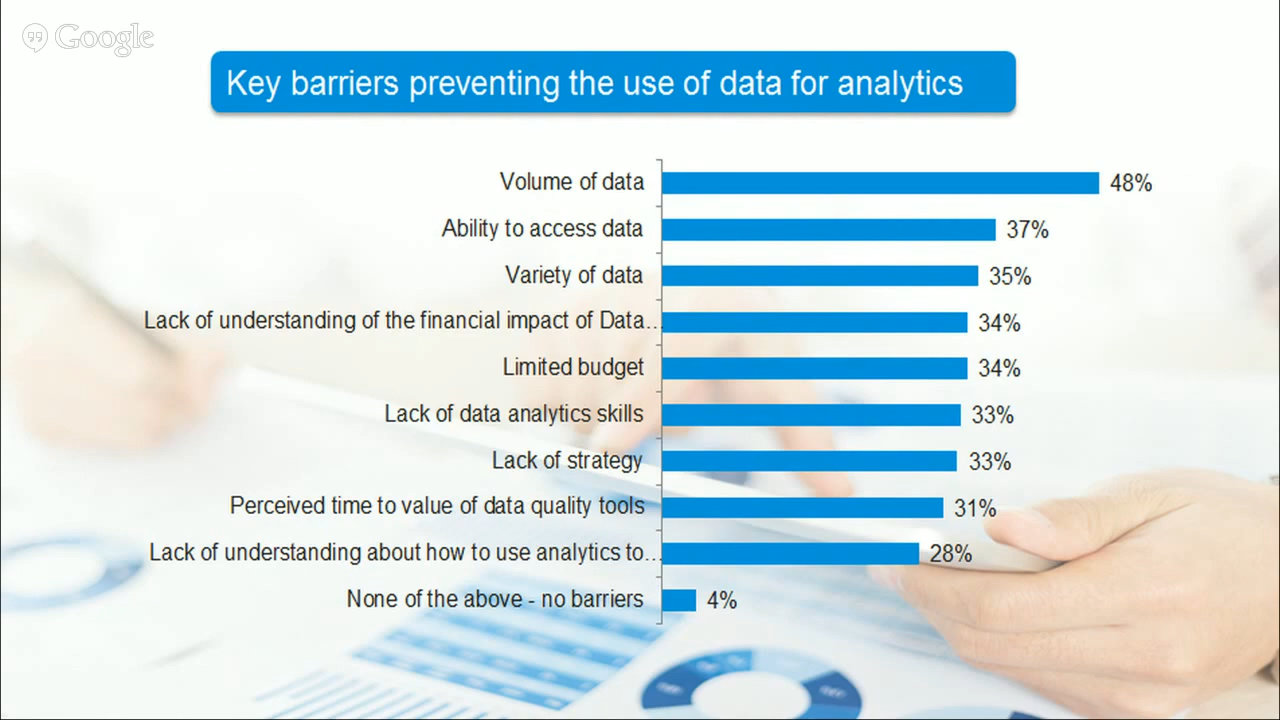 Google
Key barriers preventing the use of data for analytics
Volume of data 48%
Ability to access data 37%
Variety of data 35%
Lack of understanding of the financial impact of Data… 34%
Limited budget 34%
Lack of data analytics skills 33%
Lack of strategy 33%
Perceived time to value of data quality tools 31%
Lack of understanding about how to use analytics to… 28%
None of the above - no barriers 4%